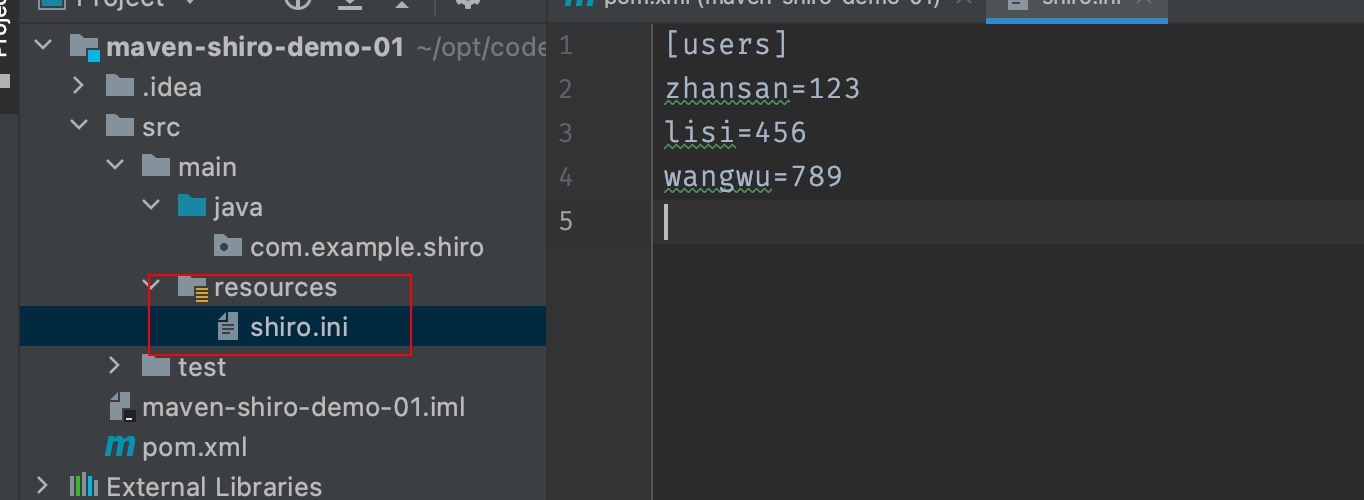 Project
maven-shiro-demo-01 ~/opt/code
.idea
src
main
java
com.example.shiro
resources
shiro.ini
test
maven-shiro-demo-01.iml
pom.xml
External Libraries
pom.xml (maven-shiro-demo-01)
shiro.ini
1 [users]
2 zhansan=123
3 lisi=456
4 wangwu=789
5